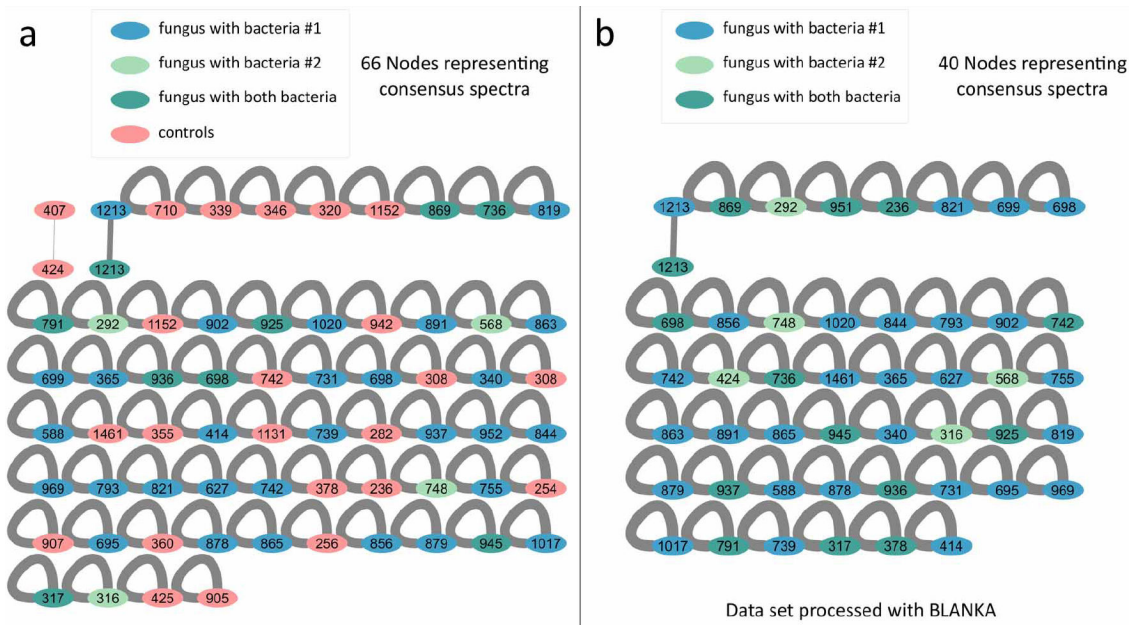 a
fungus with bacteria #1
fungus with bacteria #2
fungus with both bacteria
controls
66 Nodes representing
consensus spectra
407 1213 710 339 346 320 1152 869 736 819
424 1213
791 292 1152 902 925 1020 942 891 568 863
699 365 936 698 742 731 698 308 340 308
588 1461 355 414 1131 739 282 937 952 844
969 793 821 627 742 378 236 748 755 254
907 695 360 878 865 256 856 879 945 1017
317 316 425 905
b
fungus with bacteria #1
fungus with bacteria #2
fungus with both bacteria
40 Nodes representing
consensus spectra
1213 869 292 951 236 821 699 698
1213
698 856 748 1020 844 793 902 742
742 424 736 1461 365 627 568 755
863 891 865 945 340 316 925 819
879 937 588 878 936 731 695 969
1017 791 739 317 378 414
Data set processed with BLANKA